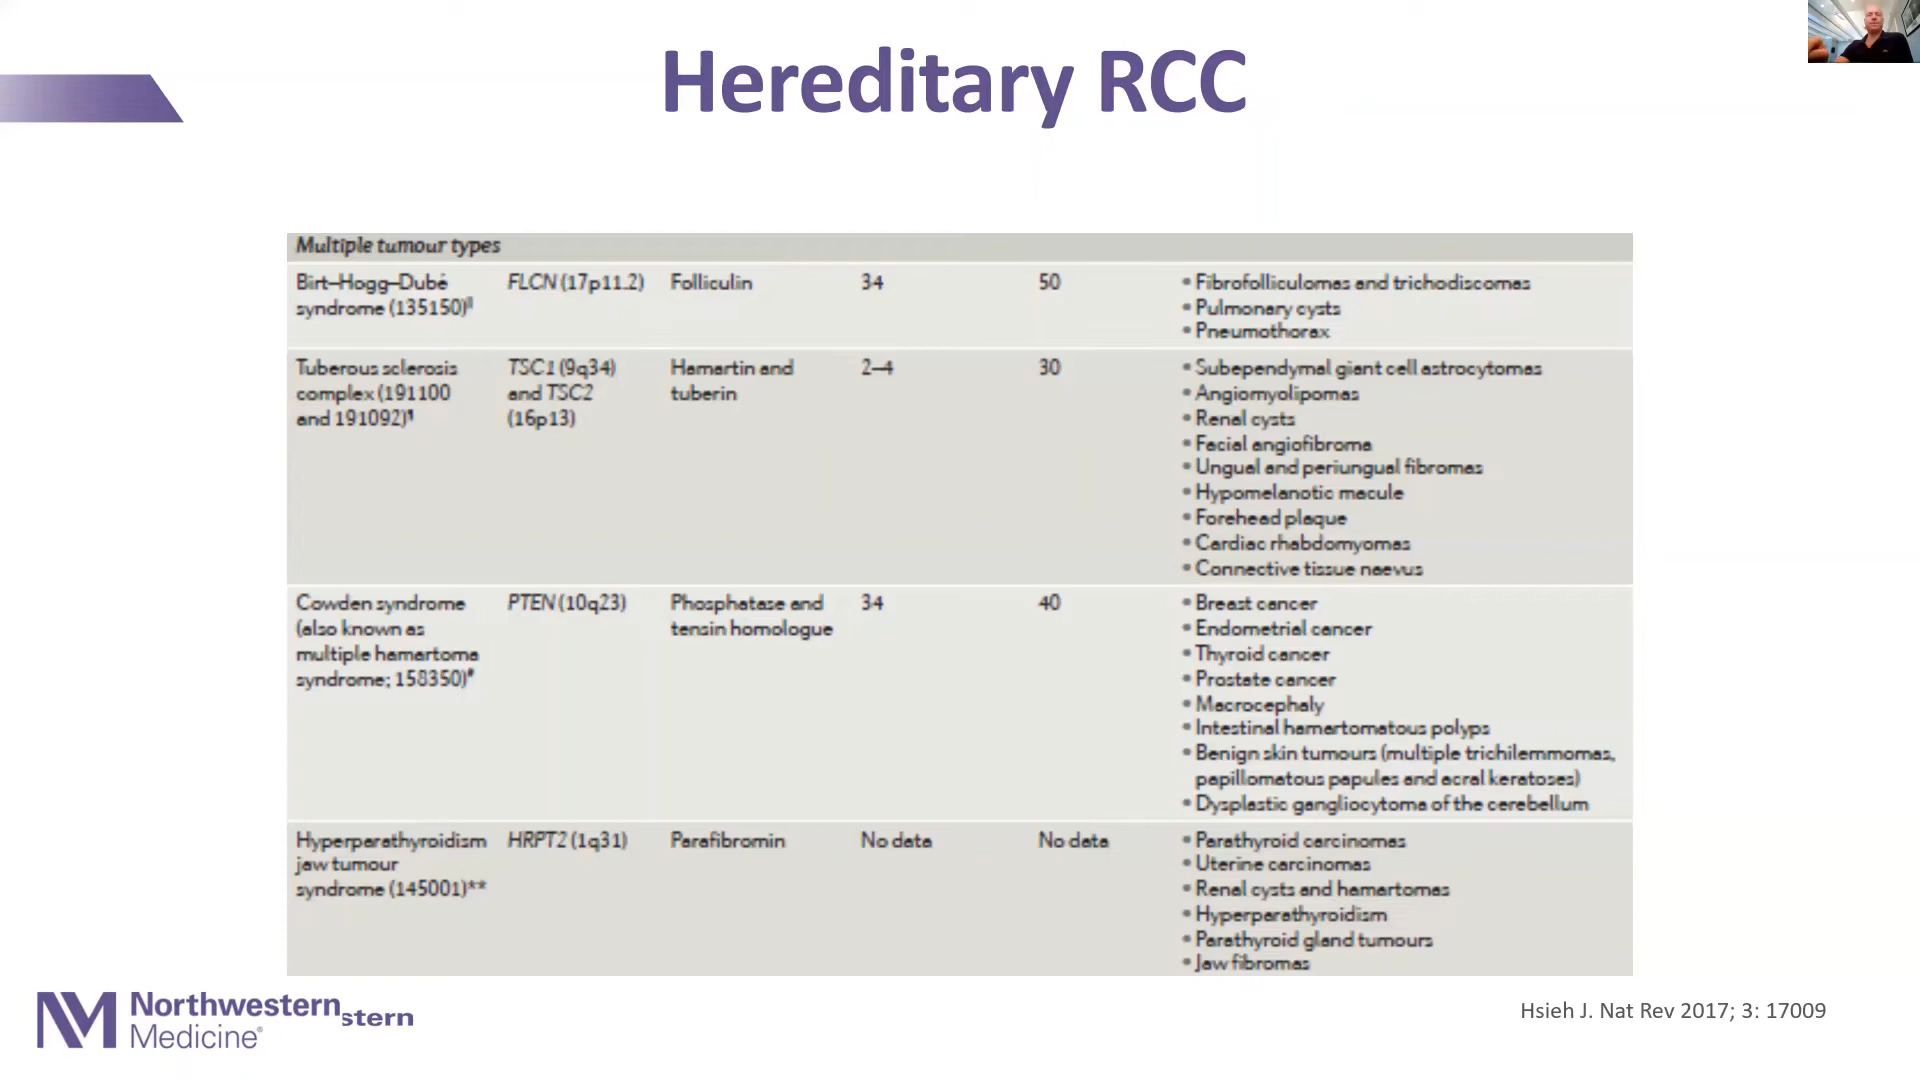 Hereditary RCC
Multiple tumour types
Birt–Hogg–Dubé
syndrome (135150)||
FLCN (17p11.2)
Folliculin
34
50
• Fibrofolliculomas and trichodiscomas
• Pulmonary cysts
• Pneumothorax
Tuberous sclerosis
complex (191100
and 191092)¶
TSC1 (9q34)
and TSC2
(16p13)
Hamartin and
tuberin
2–4
30
• Subependymal giant cell astrocytomas
• Angiomyolipomas
• Renal cysts
• Facial angiofibroma
• Ungual and periungual fibromas
• Hypomelanotic macule
• Forehead plaque
• Cardiac rhabdomyomas
• Connective tissue naevus
Cowden syndrome
(also known as
multiple hamartoma
syndrome; 158350)#
PTEN (10q23)
Phosphatase and
tensin homologue
34
40
• Breast cancer
• Endometrial cancer
• Thyroid cancer
• Prostate cancer
• Macrocephaly
• Intestinal hamartomatous polyps
• Benign skin tumours (multiple trichilemmomas,
papillomatous papules and acral keratoses)
• Dysplastic gangliocytoma of the cerebellum
Hyperparathyroidism
jaw tumour
syndrome (145001)**
HRPT2 (1q31)
Parafibromin
No data
No data
• Parathyroid carcinomas
• Uterine carcinomas
• Renal cysts and hamartomas
• Hyperparathyroidism
• Parathyroid gland tumours
• Jaw fibromas
NM
Northwestern
Medicine®
stern
Hsieh J. Nat Rev 2017; 3: 17009